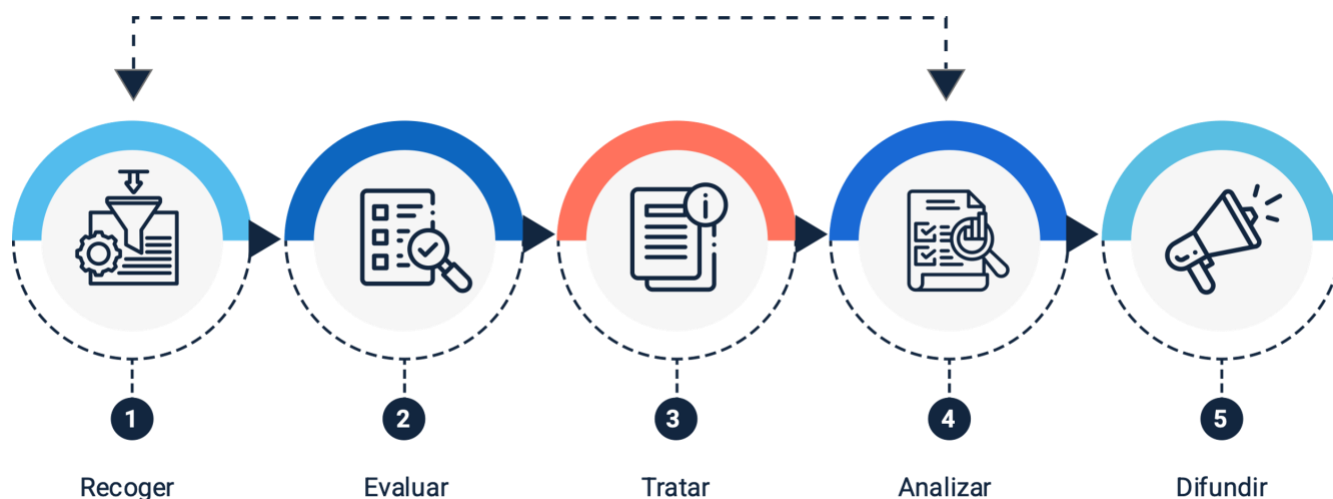 1
2
3
4
5
Recoger
Evaluar
Tratar
Analizar
Difundir